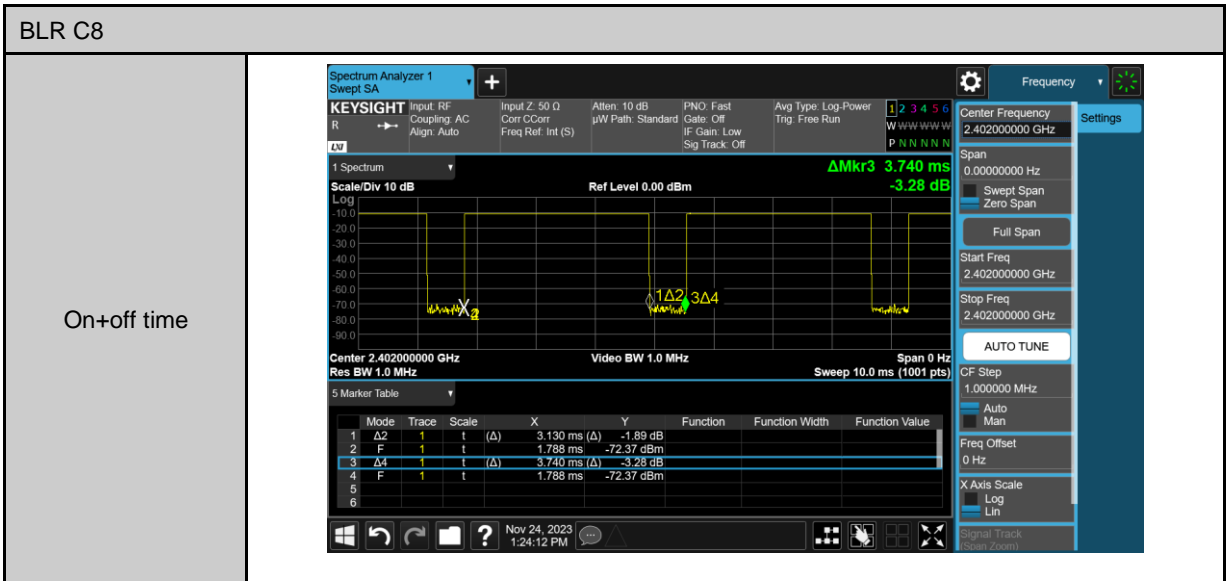 BLR C8
On+off time
Spectrum Analyzer 1
Swept SA
+
Frequency
KEYSIGHT
R
LXI
Input: RF
Coupling: AC
Align: Auto
Input Z: 50 Ω
Corr CCorr
Freq Ref: Int (S)
Atten: 10 dB
µW Path: Standard
PNO: Fast
Gate: Off
IF Gain: Low
Sig Track: Off
Avg Type: Log-Power
Trig: Free Run
1 2 3 4 5 6
W W W W W W
P N N N N N
1 Spectrum
ΔMkr3 3.740 ms
-3.28 dB
Scale/Div 10 dB
Ref Level 0.00 dBm
Log
-10.0
-20.0
-30.0
-40.0
-50.0
-60.0
-70.0
-80.0
-90.0
X
1Δ2
3Δ4
Center 2.402000000 GHz
Video BW 1.0 MHz
Span 0 Hz
Res BW 1.0 MHz
Sweep 10.0 ms (1001 pts)
5 Marker Table
Mode Trace Scale X Y Function Function Width Function Value
1 Δ2 1 t (Δ) 3.130 ms (Δ) -1.89 dB
2 F 1 t 1.788 ms -72.37 dBm
3 Δ4 1 t (Δ) 3.740 ms (Δ) -3.28 dB
4 F 1 t 1.788 ms -72.37 dBm
5
6
?
Nov 24, 2023
1:24:12 PM
Center Frequency
2.402000000 GHz
Settings
Span
0.00000000 Hz
Swept Span
Zero Span
Full Span
Start Freq
2.402000000 GHz
Stop Freq
2.402000000 GHz
AUTO TUNE
CF Step
1.000000 MHz
Auto
Man
Freq Offset
0 Hz
X Axis Scale
Log
Lin
Signal Track
(Span Zoom)